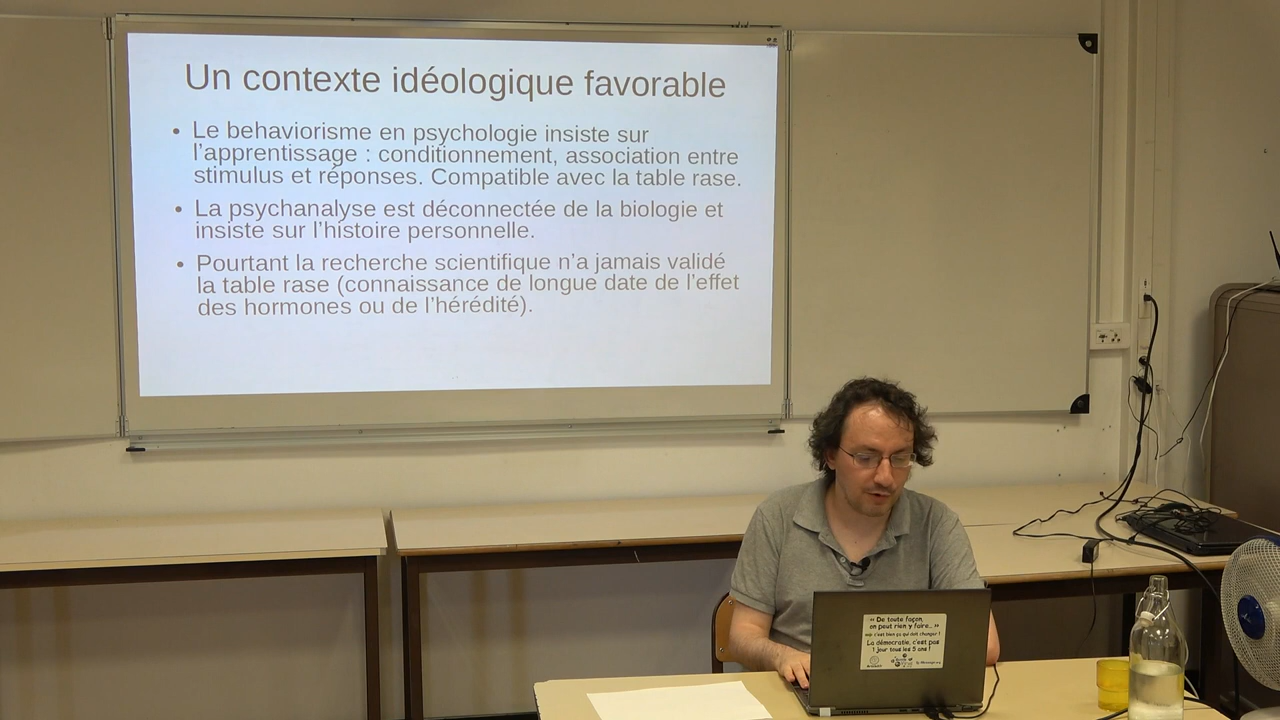 Un contexte idéologique favorable
• Le behaviorisme en psychologie insiste sur
l'apprentissage : conditionnement, association entre
stimulus et réponses. Compatible avec la table rase.
• La psychanalyse est déconnectée de la biologie et
insiste sur l'histoire personnelle.
• Pourtant la recherche scientifique n'a jamais validé
la table rase (connaissance de longue date de l'effet
des hormones ou de l'hérédité).
« De toute façon,
on peut rien y faire... »
La démocratie, c'est pas
1 jour tous les 5 ans !